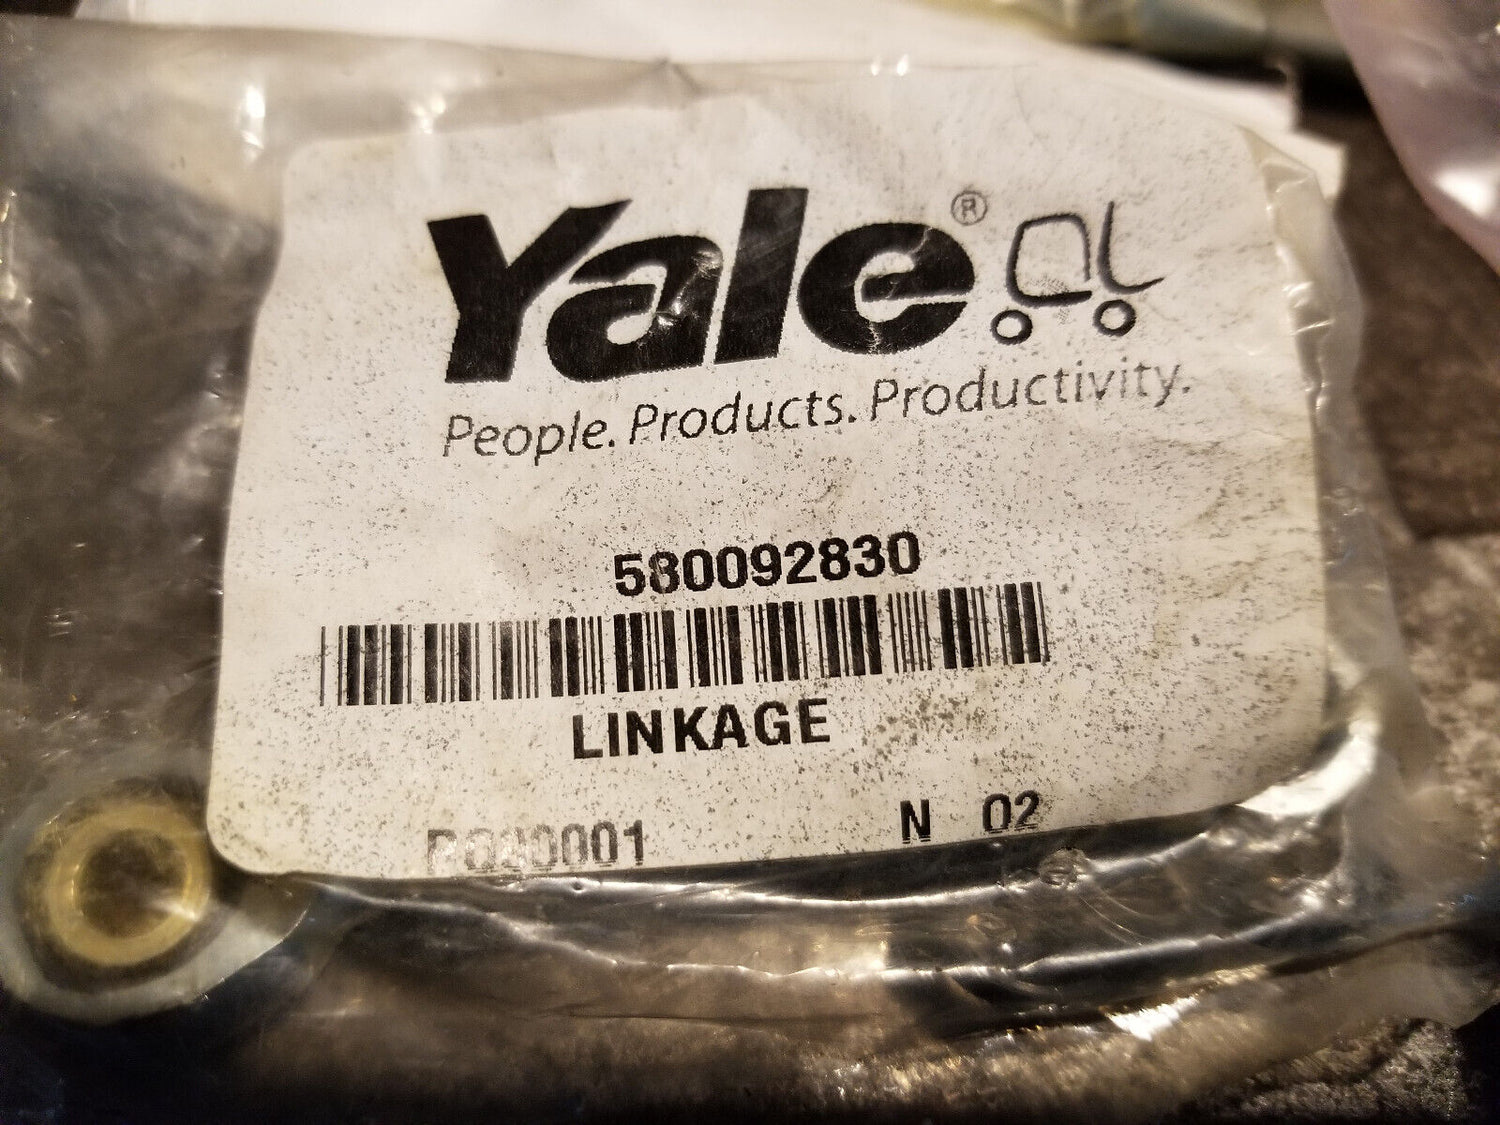 Yale®
People. Products. Productivity.
580092830
LINKAGE
N 02